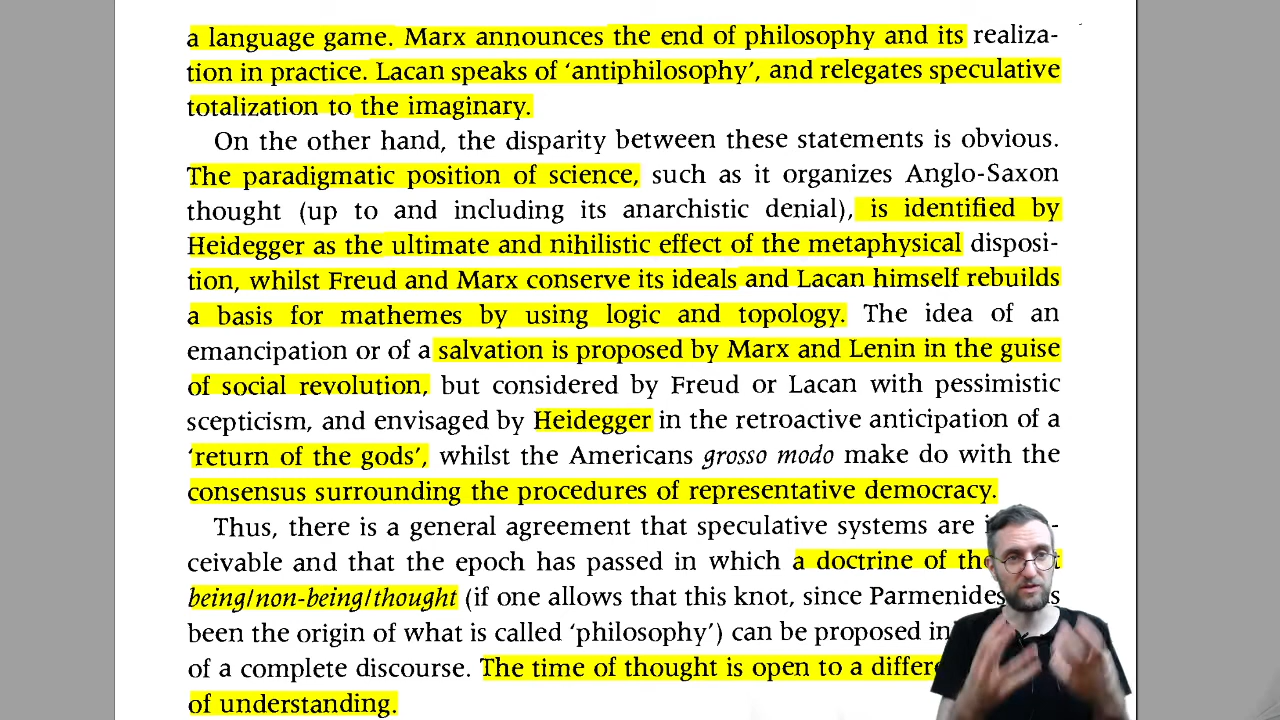 a language game. Marx announces the end of philosophy and its realiza-
tion in practice. Lacan speaks of ‘antiphilosophy’, and relegates speculative
totalization to the imaginary.
On the other hand, the disparity between these statements is obvious.
The paradigmatic position of science, such as it organizes Anglo-Saxon
thought (up to and including its anarchistic denial), is identified by
Heidegger as the ultimate and nihilistic effect of the metaphysical disposi-
tion, whilst Freud and Marx conserve its ideals and Lacan himself rebuilds
a basis for mathemes by using logic and topology. The idea of an
emancipation or of a salvation is proposed by Marx and Lenin in the guise
of social revolution, but considered by Freud or Lacan with pessimistic
scepticism, and envisaged by Heidegger in the retroactive anticipation of a
‘return of the gods’, whilst the Americans grosso modo make do with the
consensus surrounding the procedures of representative democracy.
Thus, there is a general agreement that speculative systems are
ceivable and that the epoch has passed in which a doctrine of
being/non-being/thought (if one allows that this knot, since Parmenides,
been the origin of what is called ‘philosophy’) can be proposed in
of a complete discourse. The time of thought is open to a
of understanding.